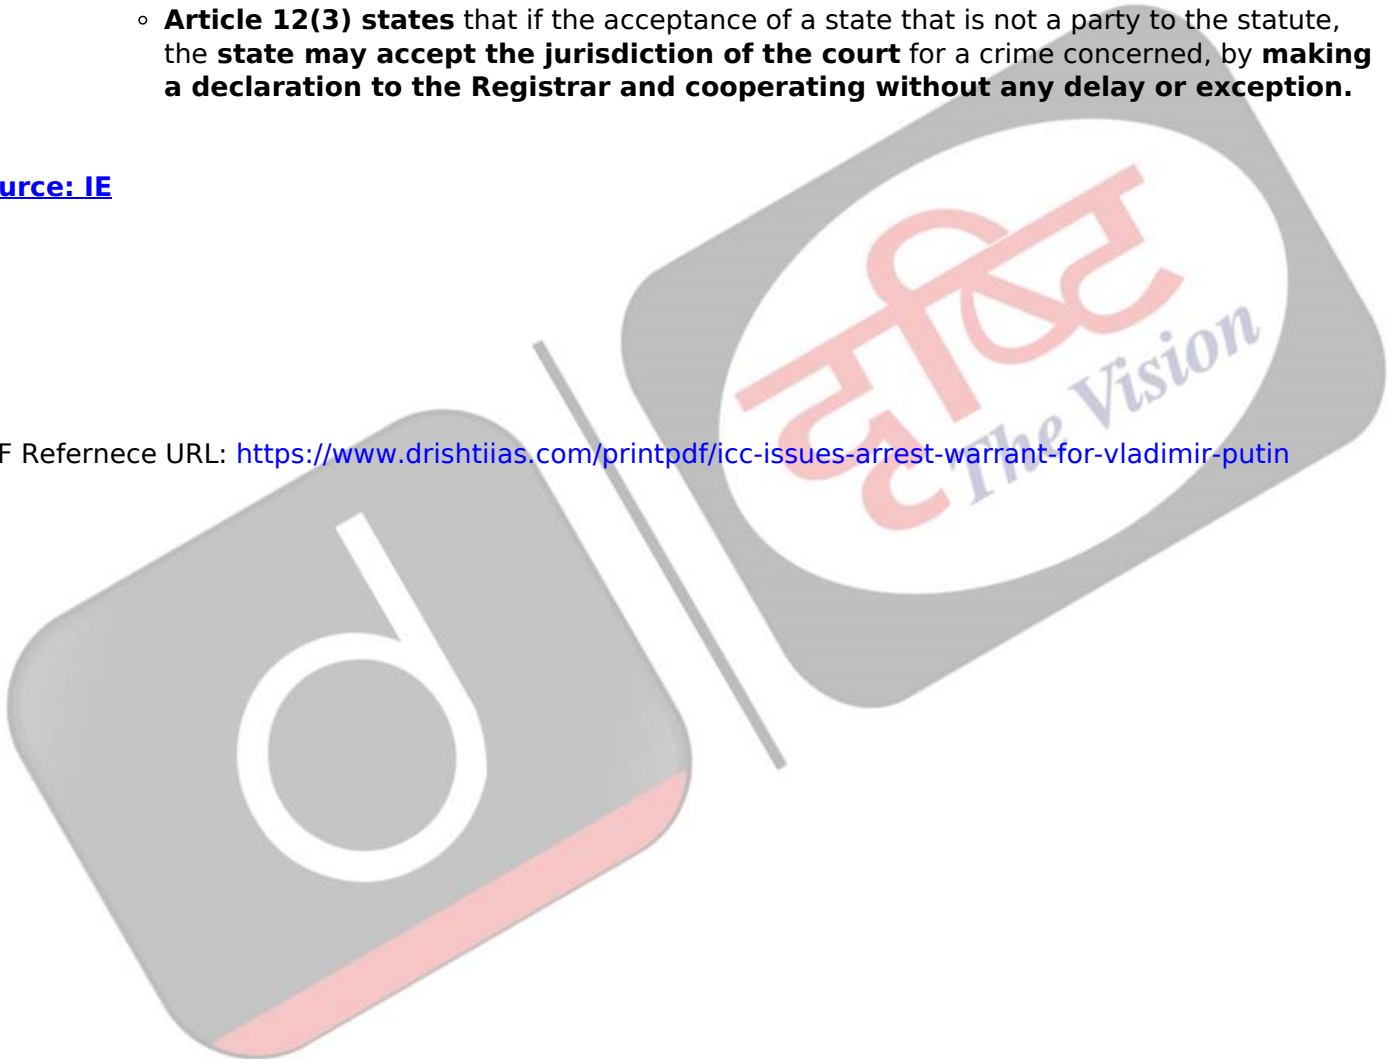 Article 12(3) states that if the acceptance of a state that is not a party to the statute,
the state may accept the jurisdiction of the court for a crime concerned, by making
a declaration to the Registrar and cooperating without any delay or exception.
urce: IE
दृष्टि
The Vision
F Refernece URL: https://www.drishtiias.com/printpdf/icc-issues-arrest-warrant-for-vladimir-putin
d